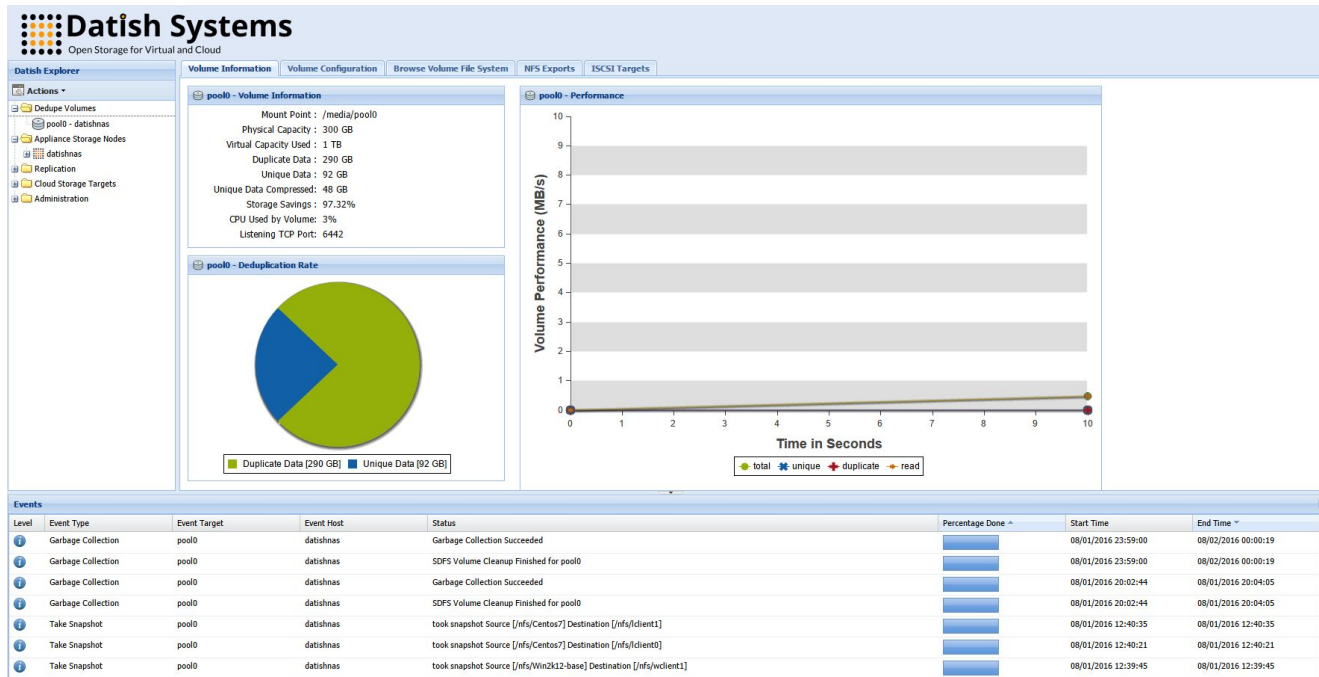 Datish Systems
Open Storage for Virtual and Cloud
Datish Explorer
Actions
Dedupe Volumes
pool0 - datishnas
Appliance Storage Nodes
datishnas
Replication
Cloud Storage Targets
Administration
Volume Information Volume Configuration Browse Volume File System NFS Exports ISCSI Targets
pool0 - Volume Information
Mount Point : /media/pool0
Physical Capacity : 300 GB
Virtual Capacity Used : 1 TB
Duplicate Data : 290 GB
Unique Data : 92 GB
Unique Data Compressed: 48 GB
Storage Savings : 97.32%
CPU Used by Volume: 3%
Listening TCP Port: 6442
pool0 - Deduplication Rate
Duplicate Data [290 GB] Unique Data [92 GB]
pool0 - Performance
Volume Performance (MB/s)
10
9
8
7
6
5
4
3
2
1
0
0 1 2 3 4 5 6 7 8 9 10
Time in Seconds
total unique duplicate read
Events
Level Event Type Event Target Event Host Status Percentage Done Start Time End Time
Garbage Collection pool0 datishnas Garbage Collection Succeeded 08/01/2016 23:59:00 08/02/2016 00:00:19
Garbage Collection pool0 datishnas SDFS Volume Cleanup Finished for pool0 08/01/2016 23:59:00 08/02/2016 00:00:19
Garbage Collection pool0 datishnas Garbage Collection Succeeded 08/01/2016 20:02:44 08/01/2016 20:04:05
Garbage Collection pool0 datishnas SDFS Volume Cleanup Finished for pool0 08/01/2016 20:02:44 08/01/2016 20:04:05
Take Snapshot pool0 datishnas took snapshot Source [/nfs/Centos7] Destination [/nfs/lclient1] 08/01/2016 12:40:35 08/01/2016 12:40:35
Take Snapshot pool0 datishnas took snapshot Source [/nfs/Centos7] Destination [/nfs/lclient0] 08/01/2016 12:40:21 08/01/2016 12:40:21
Take Snapshot pool0 datishnas took snapshot Source [/nfs/Win2k12-base] Destination [/nfs/wclient1] 08/01/2016 12:39:45 08/01/2016 12:39:45